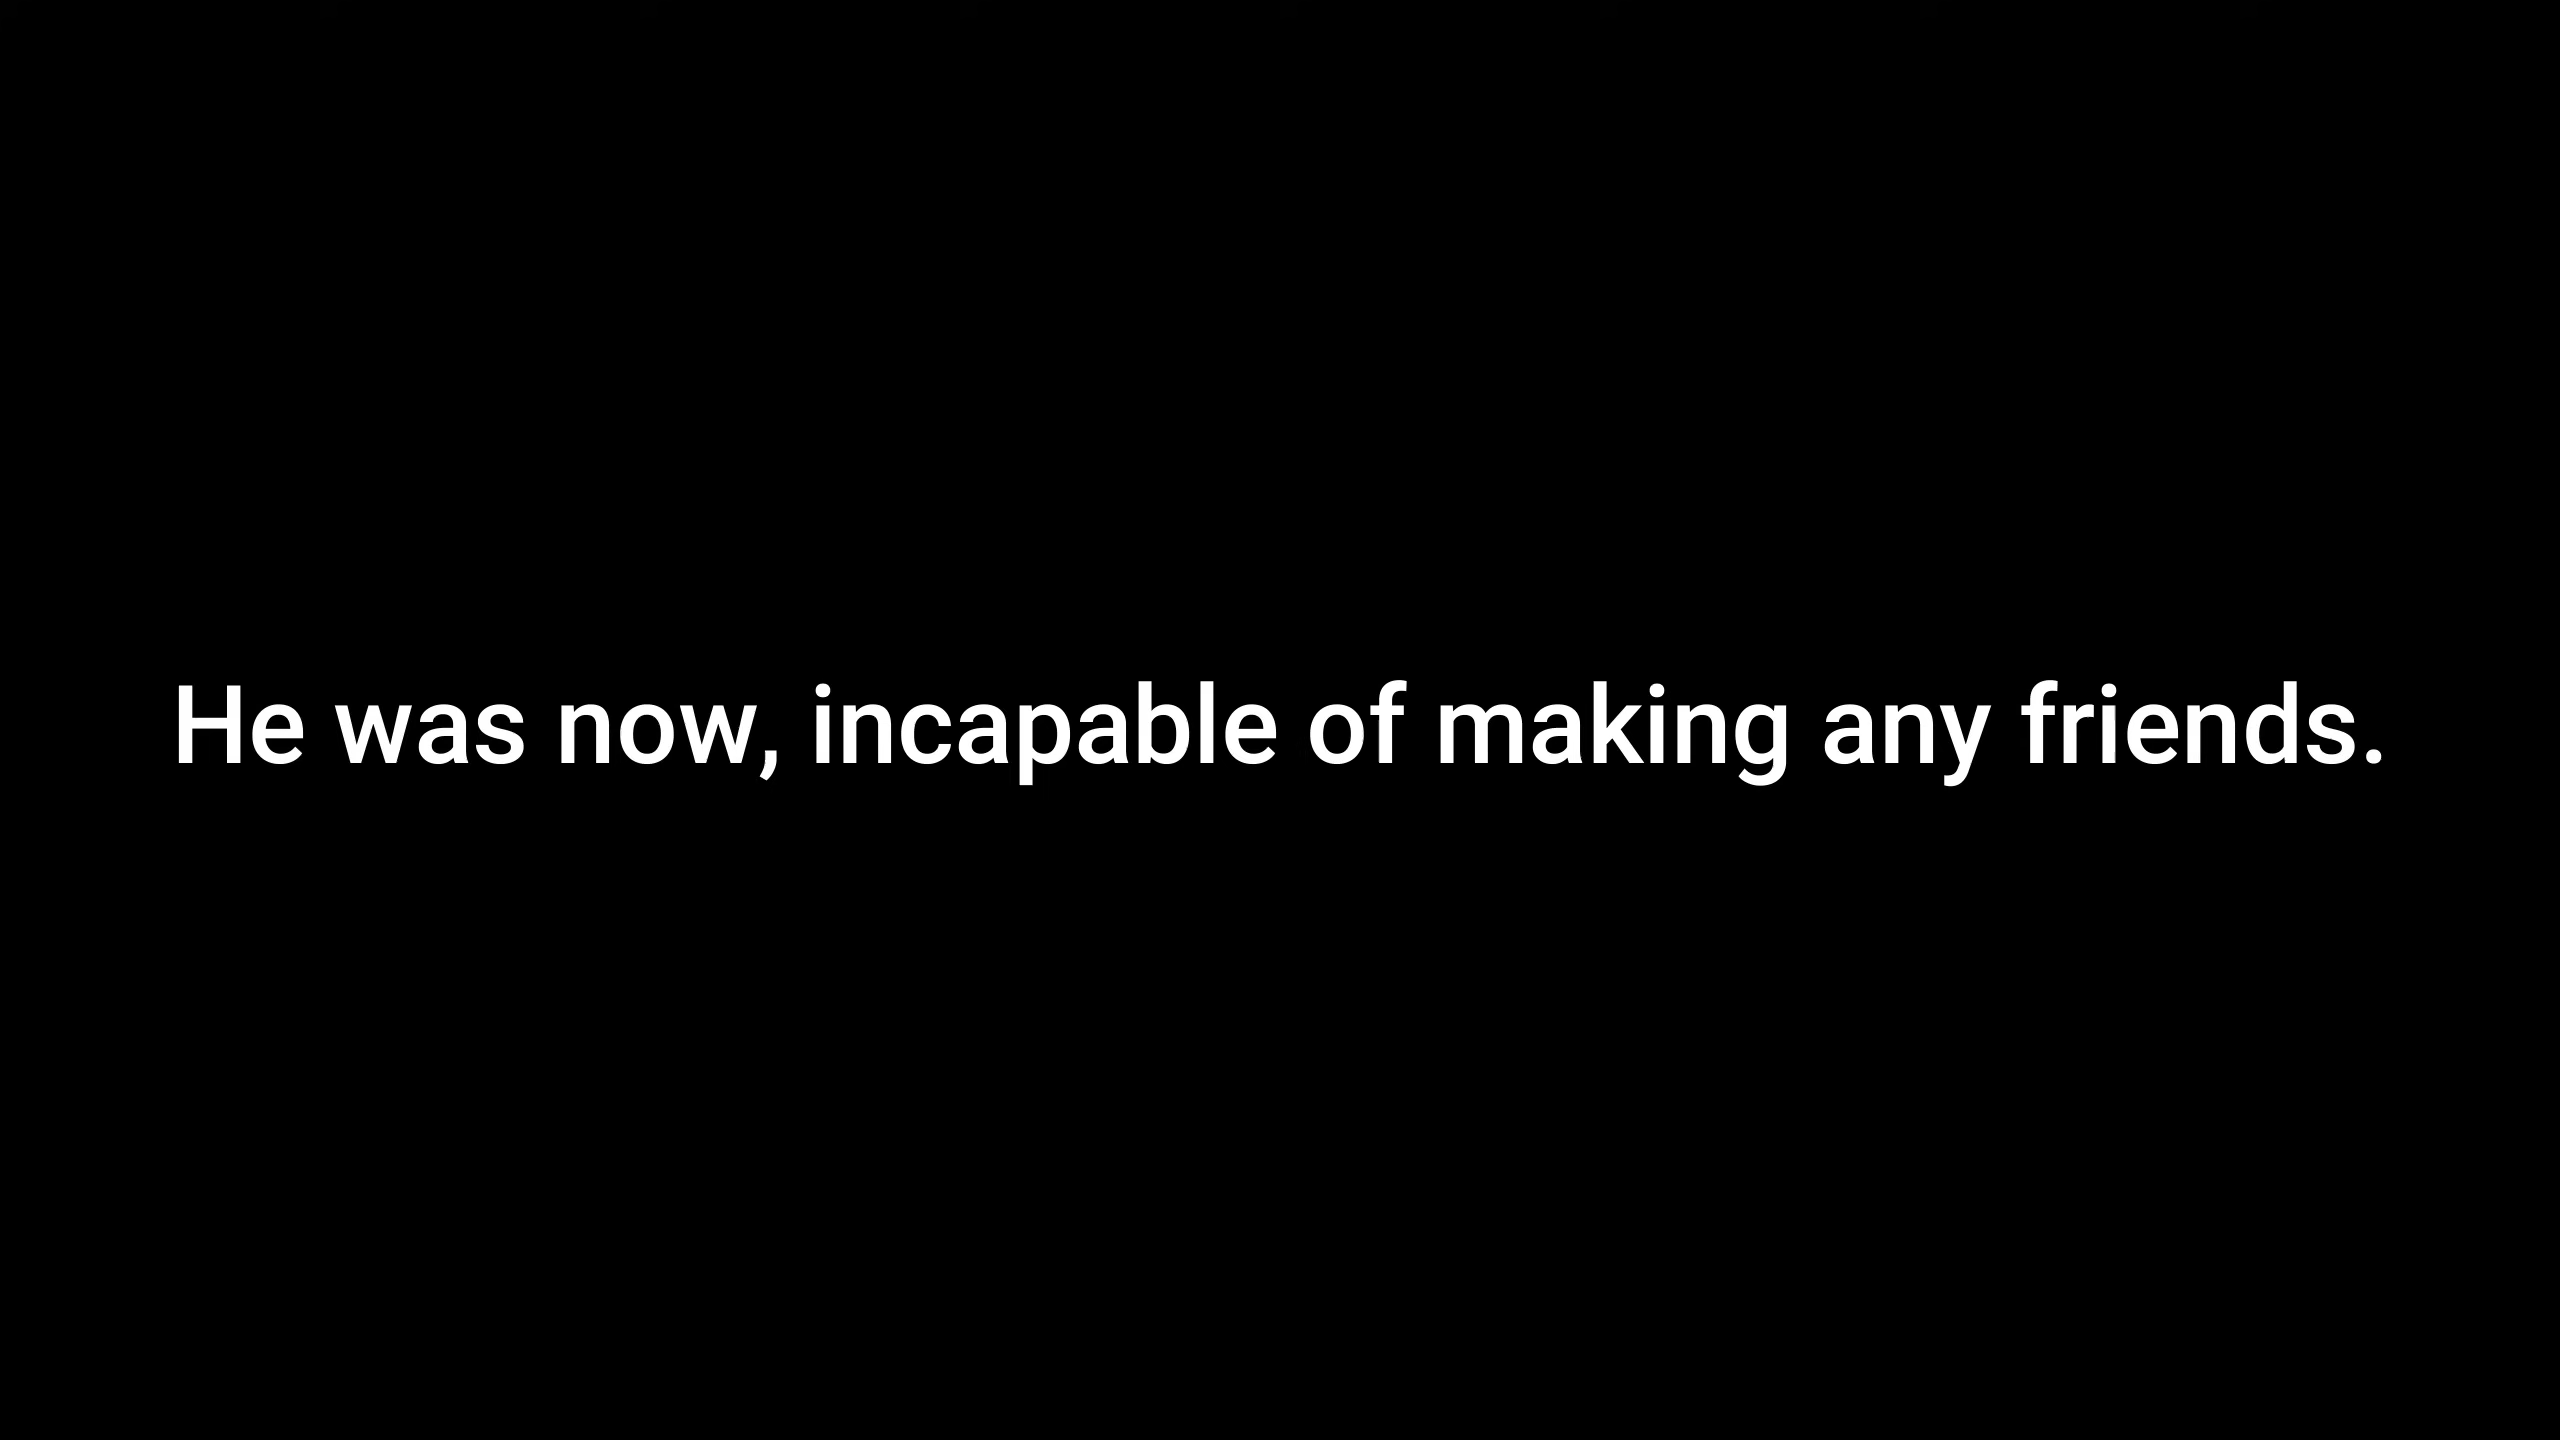 He was now, incapable of making any friends.